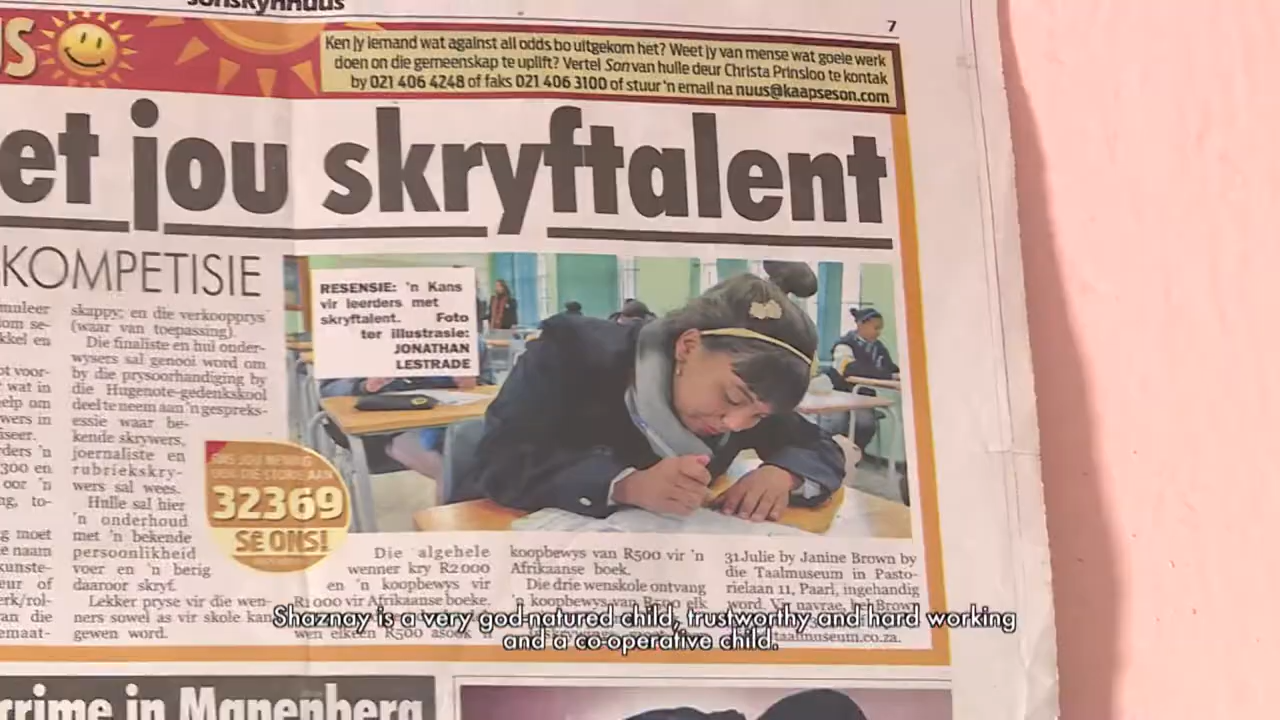 7
Ken jy iemand wat against all odds bo uitgekom het? Weet jy van mense wat goeie werk
doen on die gemeenskap te uplift? Vertel Son van hulle deur Christa Prinsloo te kontak
by 021 406 4248 of faks 021 406 3100 of stuur 'n email na nuus@kaapseson.com
et jou skryftalent
KOMPETISIE
skappy; en die verkoopprys
(waar van toepassing).
Die finaliste en hul onder-
wysers sal genooi word om
by die prysoorhandiging by
die Hugenote-gedenkskool
deel te neem aan 'n gespreks-
essie waar be-
kende skrywers,
joernaliste en
rubriekskry-
wers sal wees.
Hulle sal hier
'n onderhoud
met 'n bekende
persoonlikheid
voer en 'n berig
daaroor skryf.
Lekker pryse vir die wen-
ners sowel as vir skole kan
gewen word.
RESENSIE: 'n Kans
vir leerders met
skryftalent. Foto
ter illustrasie:
JONATHAN
LESTRADE
32369
SE ONS!
Die algehele
wenner kry R2000
en 'n koopbewys vir
R1000 vir Afrikaanse boeke.
koopbewys van R500 vir 'n
Afrikaanse boek.
Die drie wenskole ontvang
31 Julie by Janine Brown by
die Taalmuseum in Pasto-
rielaan 11, Paarl, ingehandig
taalmuseum.co.za.
Shaznay is a very god-natured child, trustworthy and hard working
and a co-operative child.
crime in Manenberg